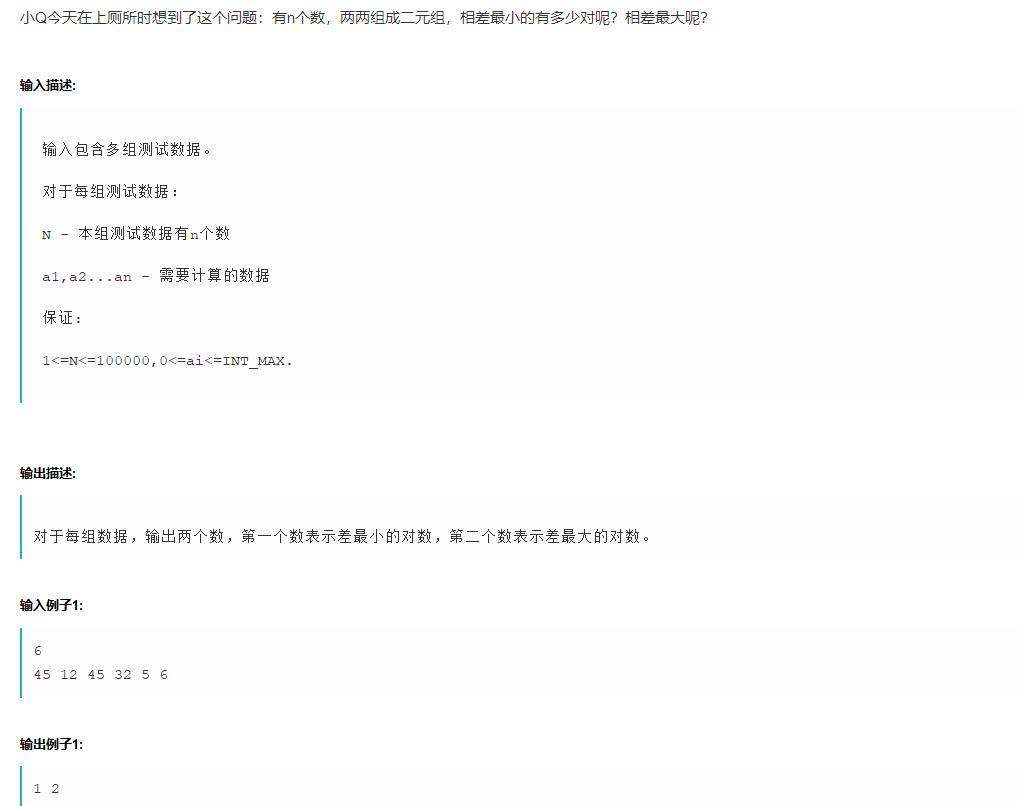 小Q今天在上厕所时想到了这个问题：有n个数，两两组成二元组，相差最小的有多少对呢？相差最大呢？
输入描述:
输入包含多组测试数据。
对于每组测试数据：
N - 本组测试数据有n个数
a1,a2...an - 需要计算的数据
保证:
1<=N<=100000,0<=ai<=INT_MAX.
输出描述:
对于每组数据，输出两个数，第一个数表示差最小的对数，第二个数表示差最大的对数。
输入例子1:
6
45 12 45 32 5 6
输出例子1:
1 2